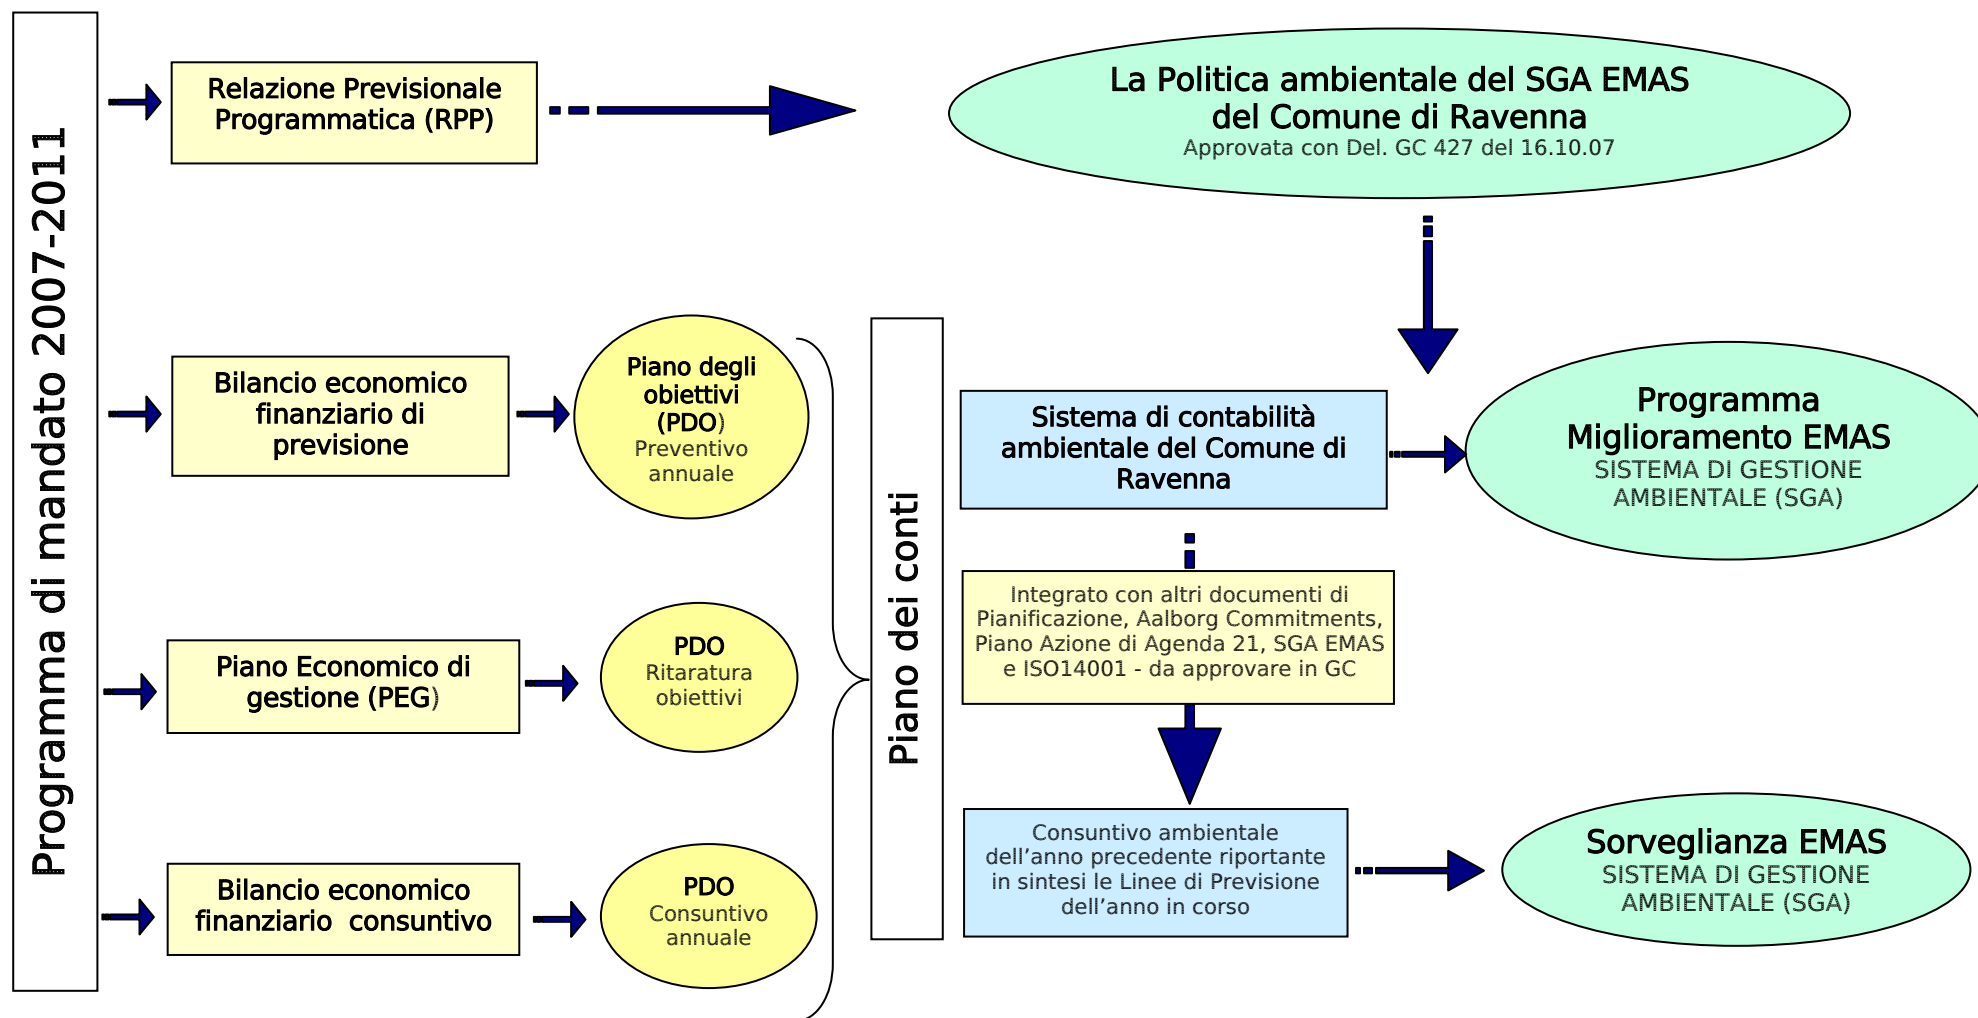 Programma di mandato 2007-2011
Relazione Previsionale
Programmatica (RPP)
La Politica ambientale del SGA EMAS
del Comune di Ravenna
Approvata con Del. GC 427 del 16.10.07
Bilancio economico
finanziario di
previsione
Piano degli
obiettivi
(PDO)
Preventivo
annuale
Piano Economico di
gestione (PEG)
PDO
Ritaratura
obiettivi
Bilancio economico
finanziario  consuntivo
PDO
Consuntivo
annuale
Piano dei conti
Sistema di contabilità
ambientale del Comune di
Ravenna
Programma
Miglioramento EMAS
SISTEMA DI GESTIONE
AMBIENTALE (SGA)
Integrato con altri documenti di
Pianificazione, Aalborg Commitments,
Piano Azione di Agenda 21, SGA EMAS
e ISO14001 - da approvare in GC
Consuntivo ambientale
dell’anno precedente riportante
in sintesi le Linee di Previsione
dell’anno in corso
Sorveglianza EMAS
SISTEMA DI GESTIONE
AMBIENTALE (SGA)